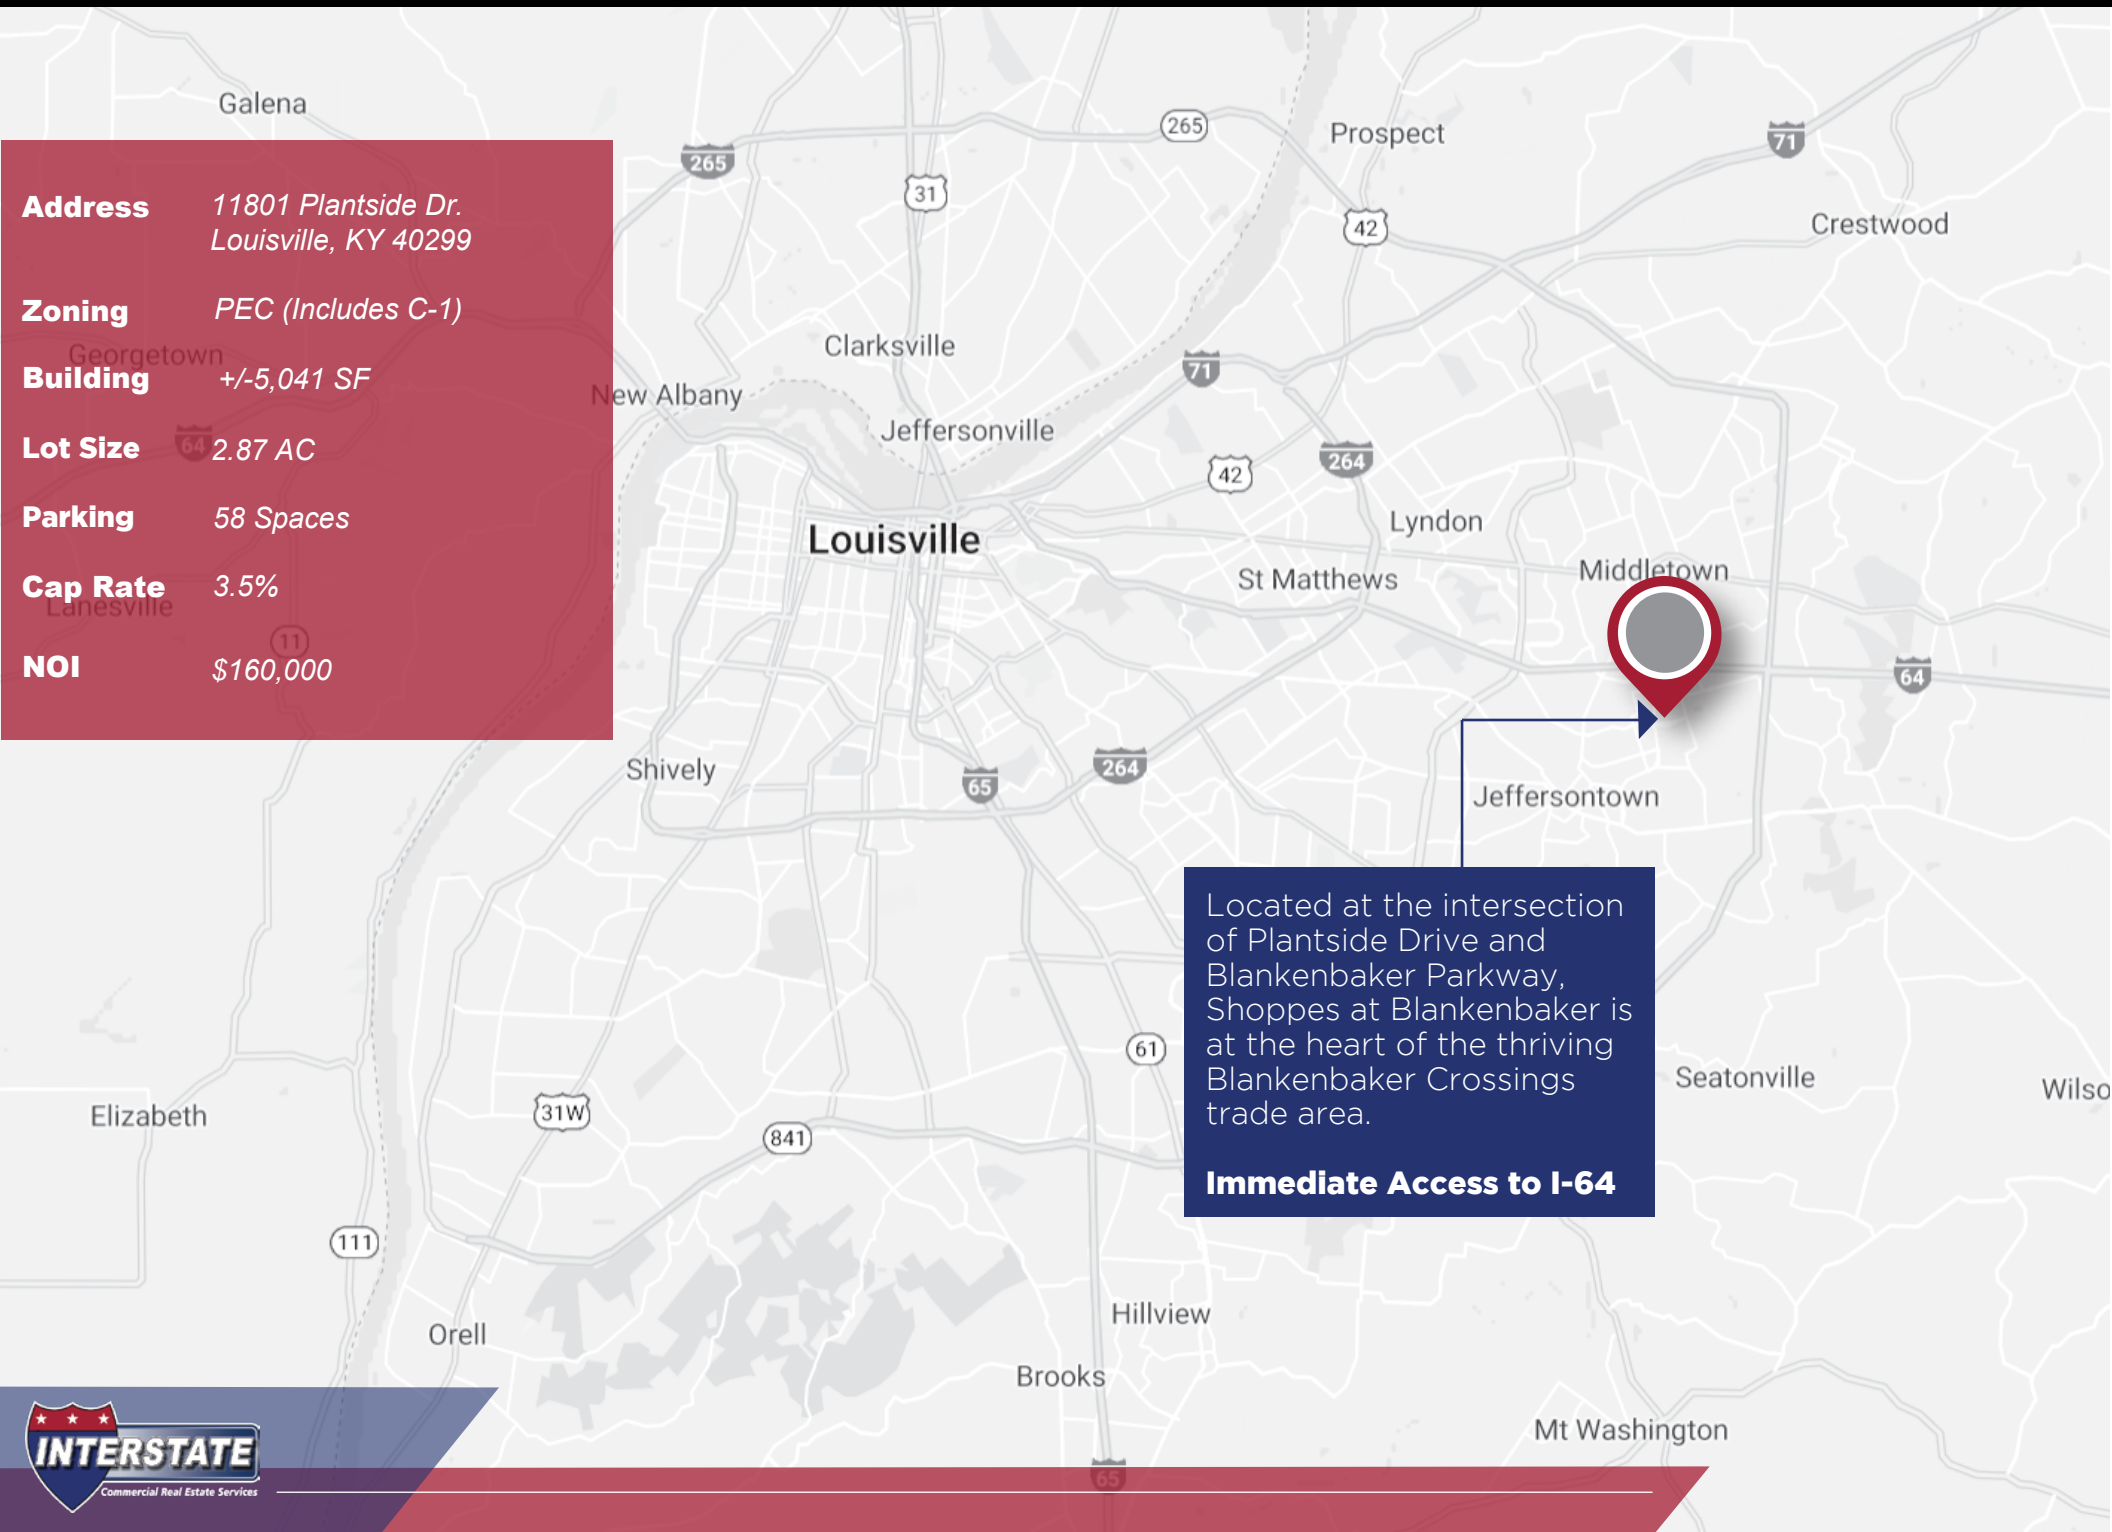 Galena
265
Prospect
71
265
31
42
Crestwood
Address 11801 Plantside Dr.
Louisville, KY 40299
Zoning PEC (Includes C-1)
Georgetown
Building +/-5,041 SF
Lot Size 2.87 AC
64
Parking 58 Spaces
Cap Rate 3.5%
Lanesville
11
NOI $160,000
Clarksville
71
New Albany
Jeffersonville
42
264
Lyndon
Louisville
St Matthews
Middletown
64
Shively
65
264
Jeffersontown
Located at the intersection
of Plantside Drive and
Blankenbaker Parkway,
Shoppes at Blankenbaker is
at the heart of the thriving
Blankenbaker Crossings
trade area.
Immediate Access to I-64
61
Seatonville
Wilso
Elizabeth
31W
841
111
Hillview
Orell
Brooks
Mt Washington
65
INTERSTATE
Commercial Real Estate Services